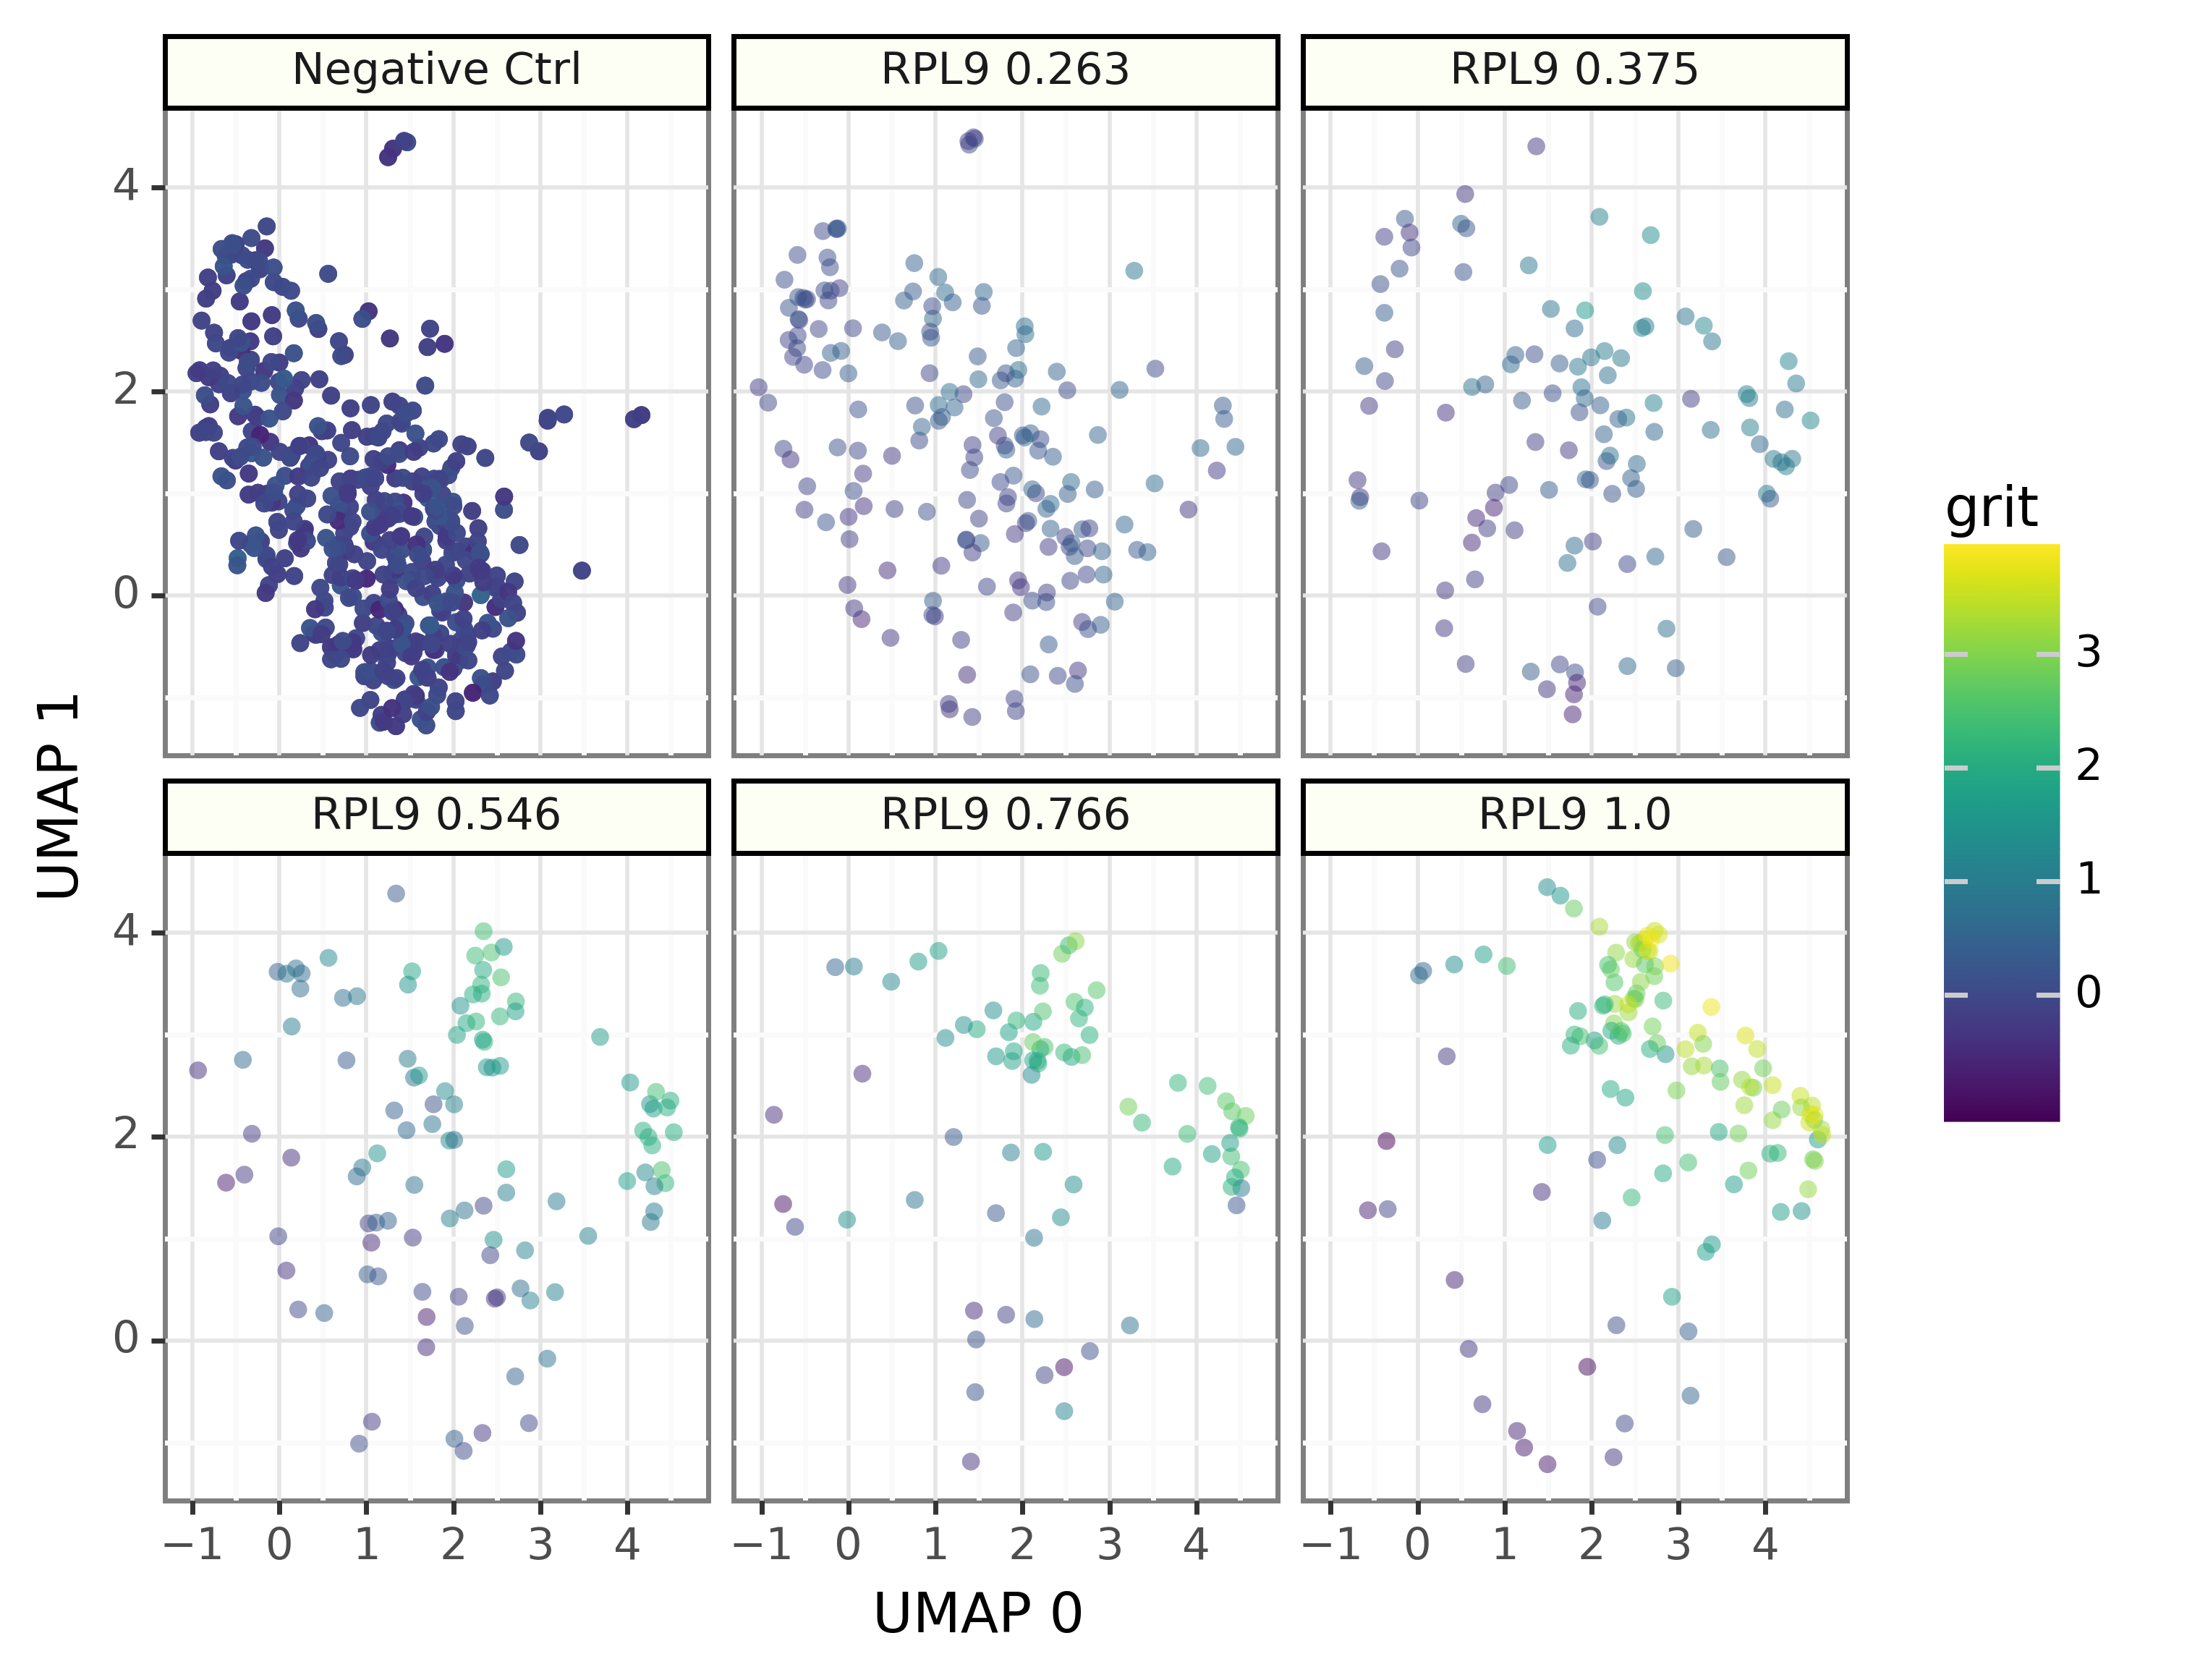 Negative Ctrl
RPL9 0.263
RPL9 0.375
4
2
0
RPL9 0.546
RPL9 0.766
RPL9 1.0
4
2
0
−1 0 1 2 3 4
−1 0 1 2 3 4
−1 0 1 2 3 4
UMAP 0
UMAP 1
grit
3
2
1
0